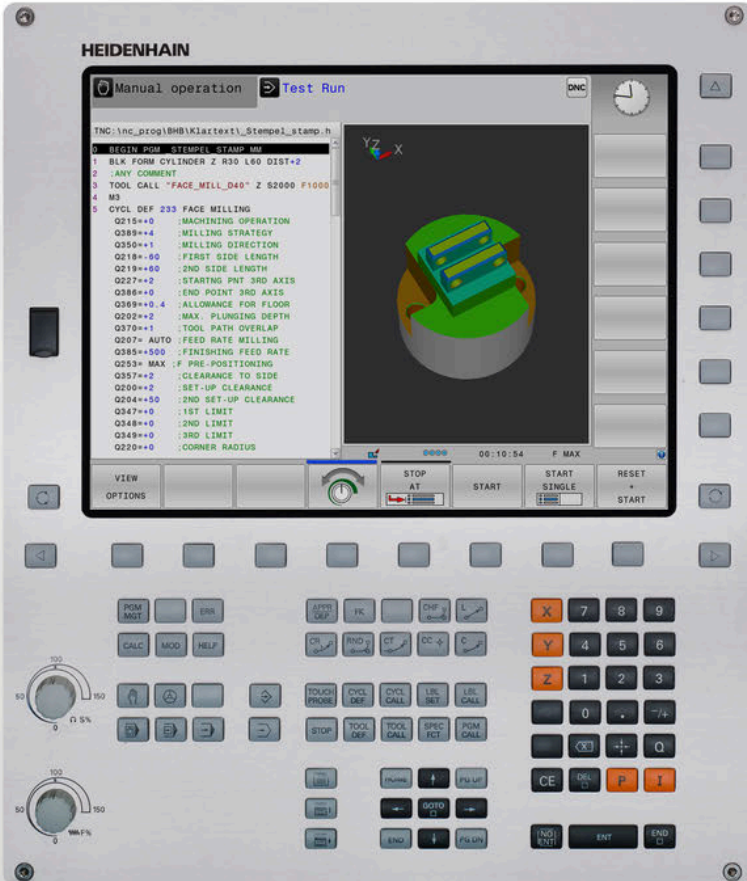 HEIDENHAIN
Manual operation
Test Run
DNC
TNC:\nc_prog\BHB\Klartext\_Stempel_stamp.h
0 BEGIN PGM _STEMPEL_STAMP MM
1 BLK FORM CYLINDER Z R30 L60 DIST+2
2 ;ANY COMMENT
3 TOOL CALL "FACE_MILL_D40" Z S2000 F1000
4 M3
5 CYCL DEF 233 FACE MILLING
Q215=+0 ;MACHINING OPERATION
Q389=+4 ;MILLING STRATEGY
Q350=+1 ;MILLING DIRECTION
Q218=-60 ;FIRST SIDE LENGTH
Q219=+60 ;2ND SIDE LENGTH
Q227=+2 ;STARTNG PNT 3RD AXIS
Q386=+0 ;END POINT 3RD AXIS
Q369=+0.4 ;ALLOWANCE FOR FLOOR
Q202=+2 ;MAX. PLUNGING DEPTH
Q370=+1 ;TOOL PATH OVERLAP
Q207= AUTO ;FEED RATE MILLING
Q385=+500 ;FINISHING FEED RATE
Q253= MAX ;F PRE-POSITIONING
Q357=+2 ;CLEARANCE TO SIDE
Q200=+2 ;SET-UP CLEARANCE
Q204=+50 ;2ND SET-UP CLEARANCE
Q347=+0 ;1ST LIMIT
Q348=+0 ;2ND LIMIT
Q349=+0 ;3RD LIMIT
Q220=+0 ;CORNER RADIUS
Y Z X
00:10:54 F MAX
VIEW
OPTIONS
STOP
AT
START
START
SINGLE
RESET
+
START
PGM
MGT
ERR
CALC
MOD
HELP
APPR
DEP
FK
CHF
L
CR
RND
CT
CC
C
TOUCH
PROBE
CYCL
DEF
CYCL
CALL
LBL
SET
LBL
CALL
STOP
TOOL
DEF
TOOL
CALL
SPEC
FCT
PGM
CALL
HOME
PG UP
GOTO
END
PG DN
X 7 8 9
Y 4 5 6
Z 1 2 3
0 . -/+
X Q
CE
DEL
P
I
NO
ENT
ENT
END
100
50
150
0
S%
100
50
150
0
F%